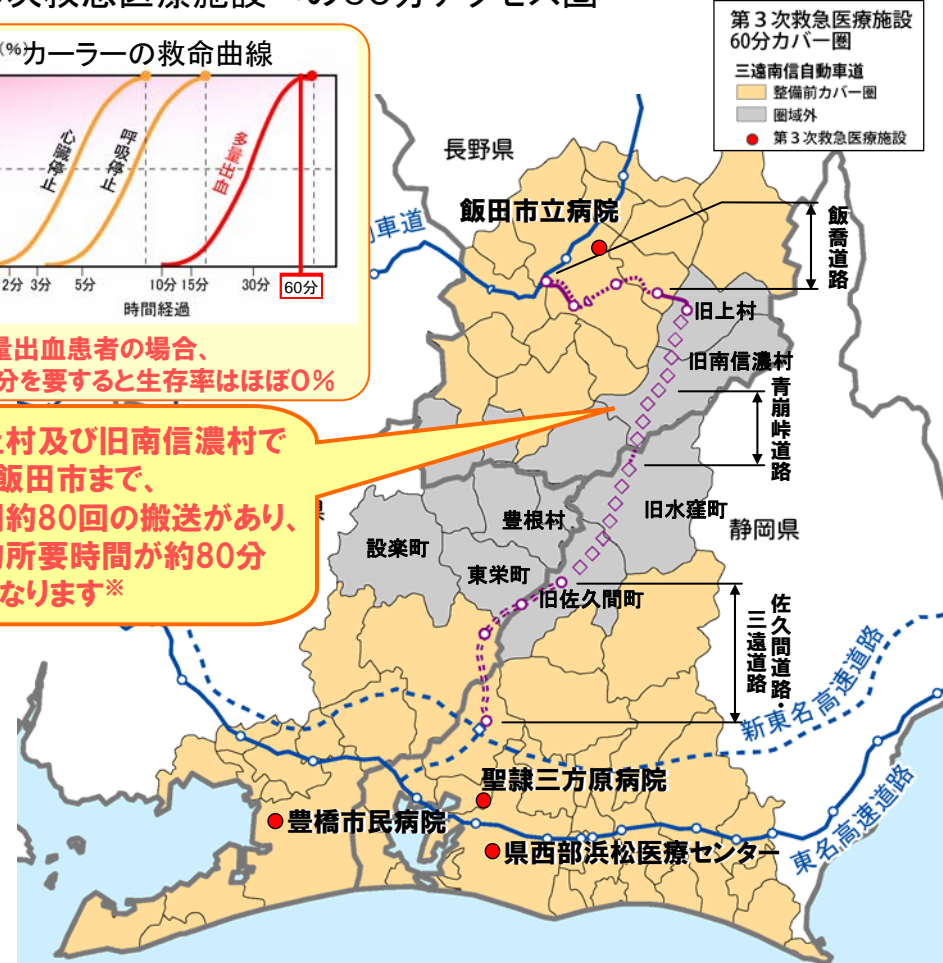 次救急医療施設への60分アクセス圏
(%)
カーラーの救命曲線
心臓停止
呼吸停止
多量出血
2分 3分 5分 10分 15分 30分 60分
時間経過
量出血患者の場合、
分を要すると生存率はほぼ0%
上村及び旧南信濃村で
飯田市まで、
約80回の搬送があり、
所要時間が約80分
なります※
第3次救急医療施設
60分カバー圏
三遠南信自動車道
整備前カバー圏
圏域外
第3次救急医療施設
長野県
飯田市立病院
車道
飯喬道路
旧上村
旧南信濃村
青崩峠道路
旧水窪町
静岡県
豊根村
設楽町
東栄町
旧佐久間町
佐久間道路・
三遠道路
新東名高速道路
聖隷三方原病院
豊橋市民病院
県西部浜松医療センター
東名高速道路